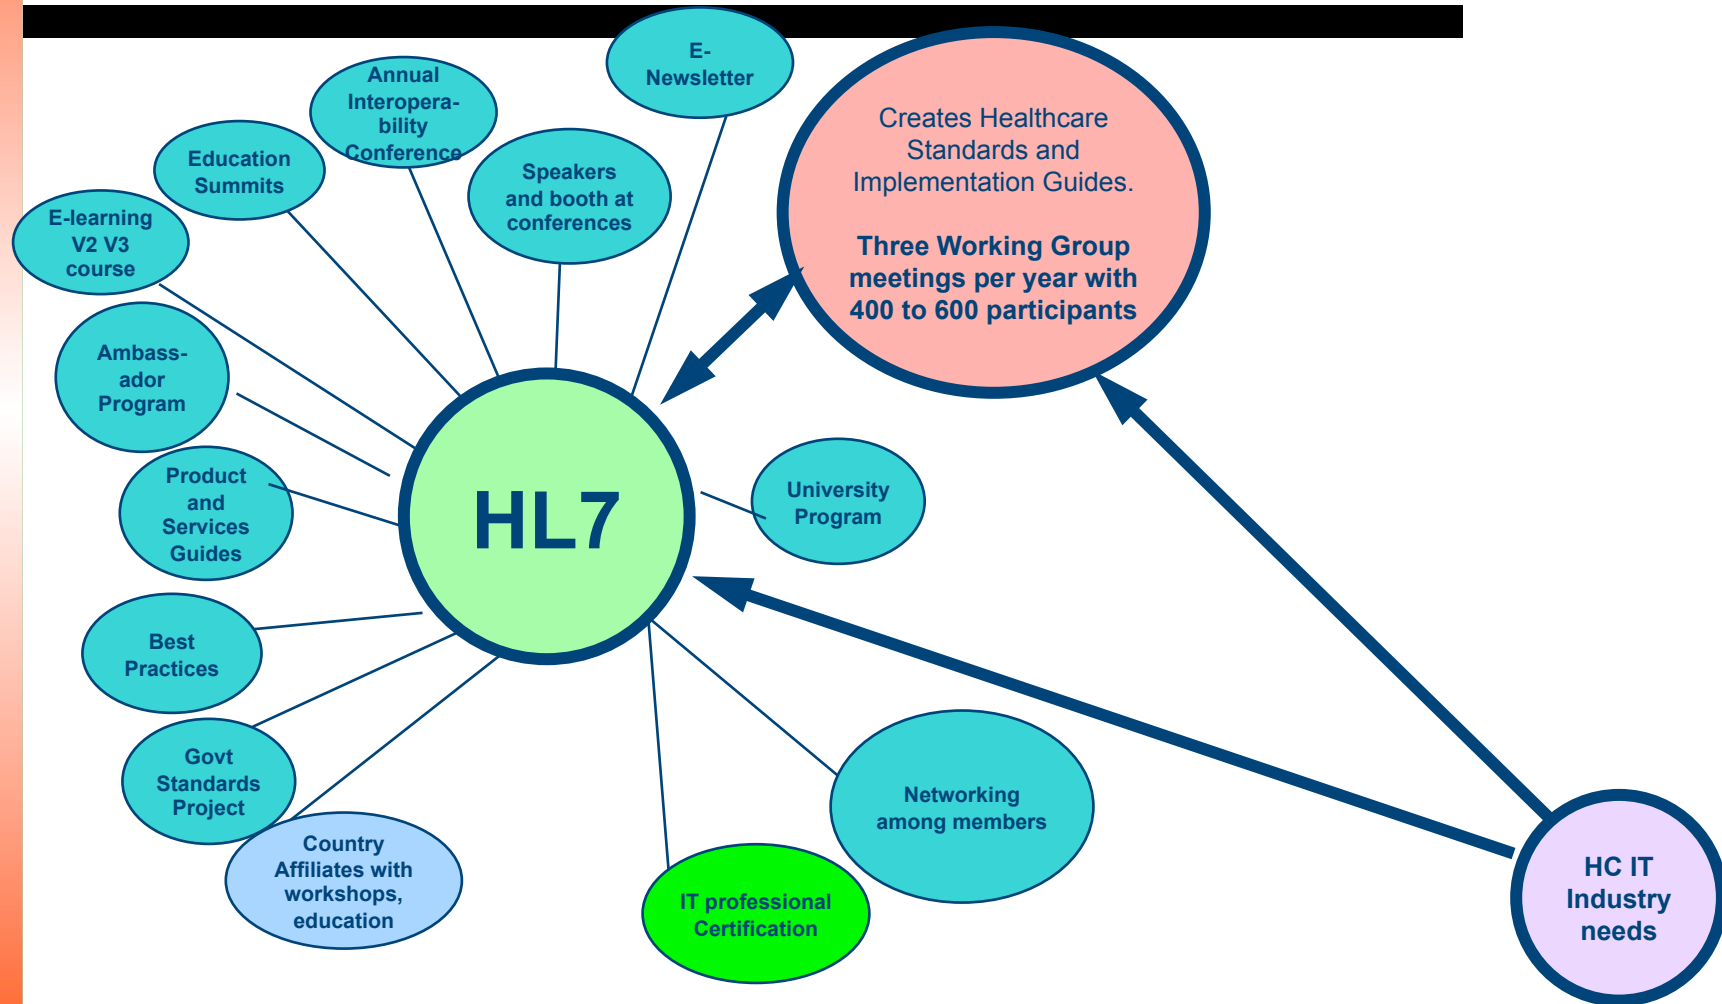 E-
Newsletter
Annual
Interopera-
bility
Conference
Education
Summits
Speakers
and booth at
conferences
E-learning
V2 V3
course
Creates Healthcare
Standards and
Implementation Guides.
Three Working Group
meetings per year with
400 to 600 participants
Ambass-
ador
Program
Product
and
Services
Guides
HL7
University
Program
Best
Practices
Govt
Standards
Project
Country
Affiliates with
workshops,
education
IT professional
Certification
Networking
among members
HC IT
Industry
needs